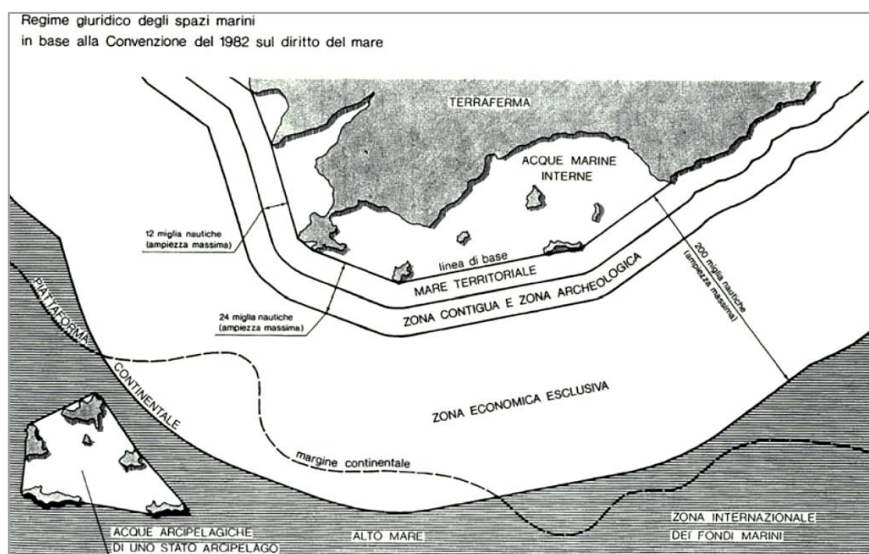 Regime giuridico degli spazi marini
in base alla Convenzione del 1982 sul diritto del mare
TERRAFERMA
ACQUE MARINE
INTERNE
12 miglia nautiche
(ampiezza massima)
linea di base
MARE TERRITORIALE
ZONA CONTIGUA E ZONA ARCHEOLOGICA
200 miglia nautiche
(ampiezza massima)
24 miglia nautiche
(ampiezza massima)
PIATTAFORMA
CONTINENTALE
ZONA ECONOMICA ESCLUSIVA
margine continentale
ACQUE ARCIPELAGICHE
DI UNO STATO ARCIPELAGO
ALTO MARE
ZONA INTERNAZIONALE
DEI FONDI MARINI